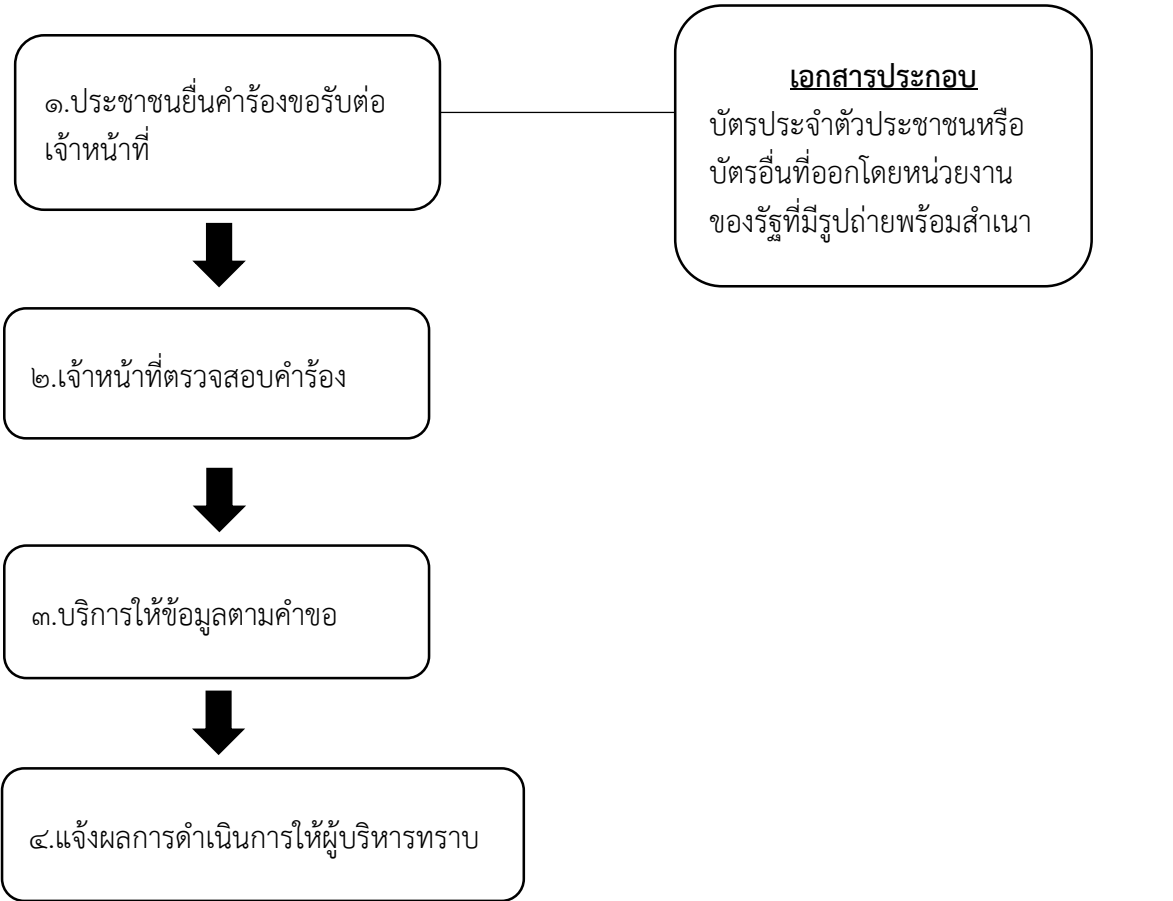 ๑.ประชาชนยื่นคำร้องขอรับต่อ
เจ้าหน้าที่
เอกสารประกอบ
บัตรประจำตัวประชาชนหรือ
บัตรอื่นที่ออกโดยหน่วยงาน
ของรัฐที่มีรูปถ่ายพร้อมสำเนา
๒.เจ้าหน้าที่ตรวจสอบคำร้อง
๓.บริการให้ข้อมูลตามคำขอ
๔.แจ้งผลการดำเนินการให้ผู้บริหารทราบ